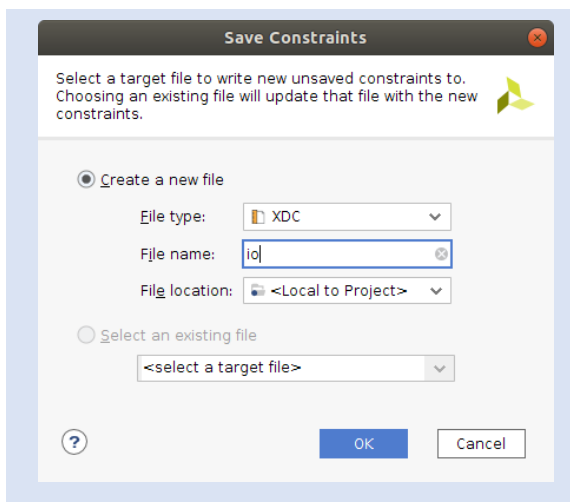 Save Constraints
Select a target file to write new unsaved constraints to.
Choosing an existing file will update that file with the new
constraints.
Create a new file
File type: XDC
File name: io
File location: <Local to Project>
Select an existing file
<select a target file>
? OK Cancel